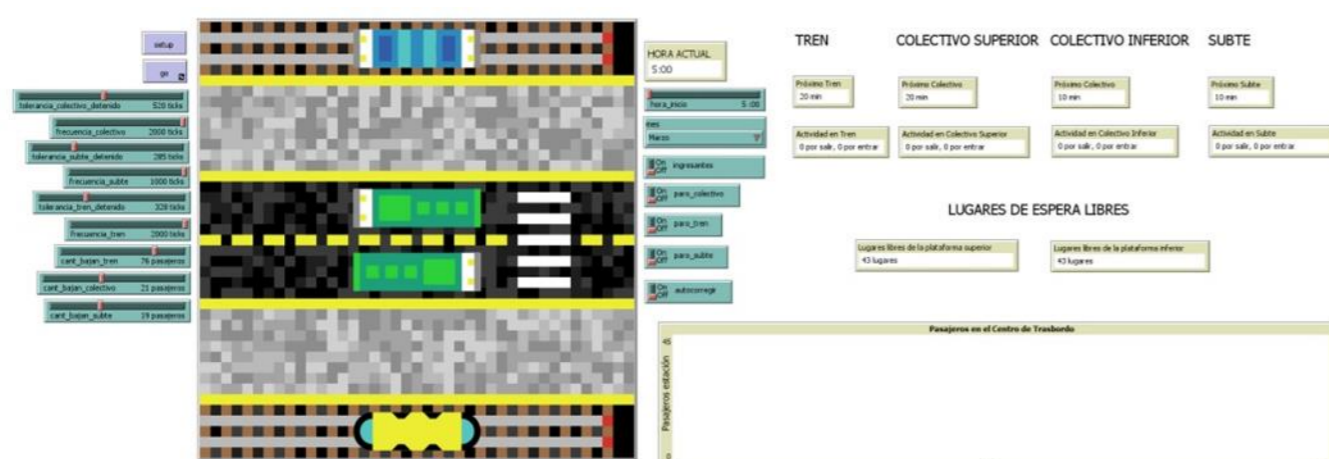 setup
go
tolerancia_colectivo_detenido 520 ticks
frecuencia_colectivo 2000 ticks
tolerancia_subte_detenido 285 ticks
frecuencia_subte 1000 ticks
tolerancia_tren_detenido 320 ticks
frecuencia_tren 2000 ticks
cant_bajan_tren 76 pasajeros
cant_bajan_colectivo 21 pasajeros
cant_bajan_subte 19 pasajeros
HORA ACTUAL
5:00
hora_inicio 5 :00
mes
Marzo
On
Off ingresantes
On
Off paro_colectivo
On
Off paro_tren
On
Off paro_subte
On
Off autocorregir
TREN COLECTIVO SUPERIOR COLECTIVO INFERIOR SUBTE
Próximo Tren
20 min
Próximo Colectivo
20 min
Próximo Colectivo
10 min
Próximo Subte
10 min
Actividad en Tren
0 por salir, 0 por entrar
Actividad en Colectivo Superior
0 por salir, 0 por entrar
Actividad en Colectivo Inferior
0 por salir, 0 por entrar
Actividad en Subte
0 por salir, 0 por entrar
LUGARES DE ESPERA LIBRES
Lugares libres de la plataforma superior
43 lugares
Lugares libres de la plataforma inferior
43 lugares
Pasajeros en el Centro de Trasbordo
Pasajeros estación